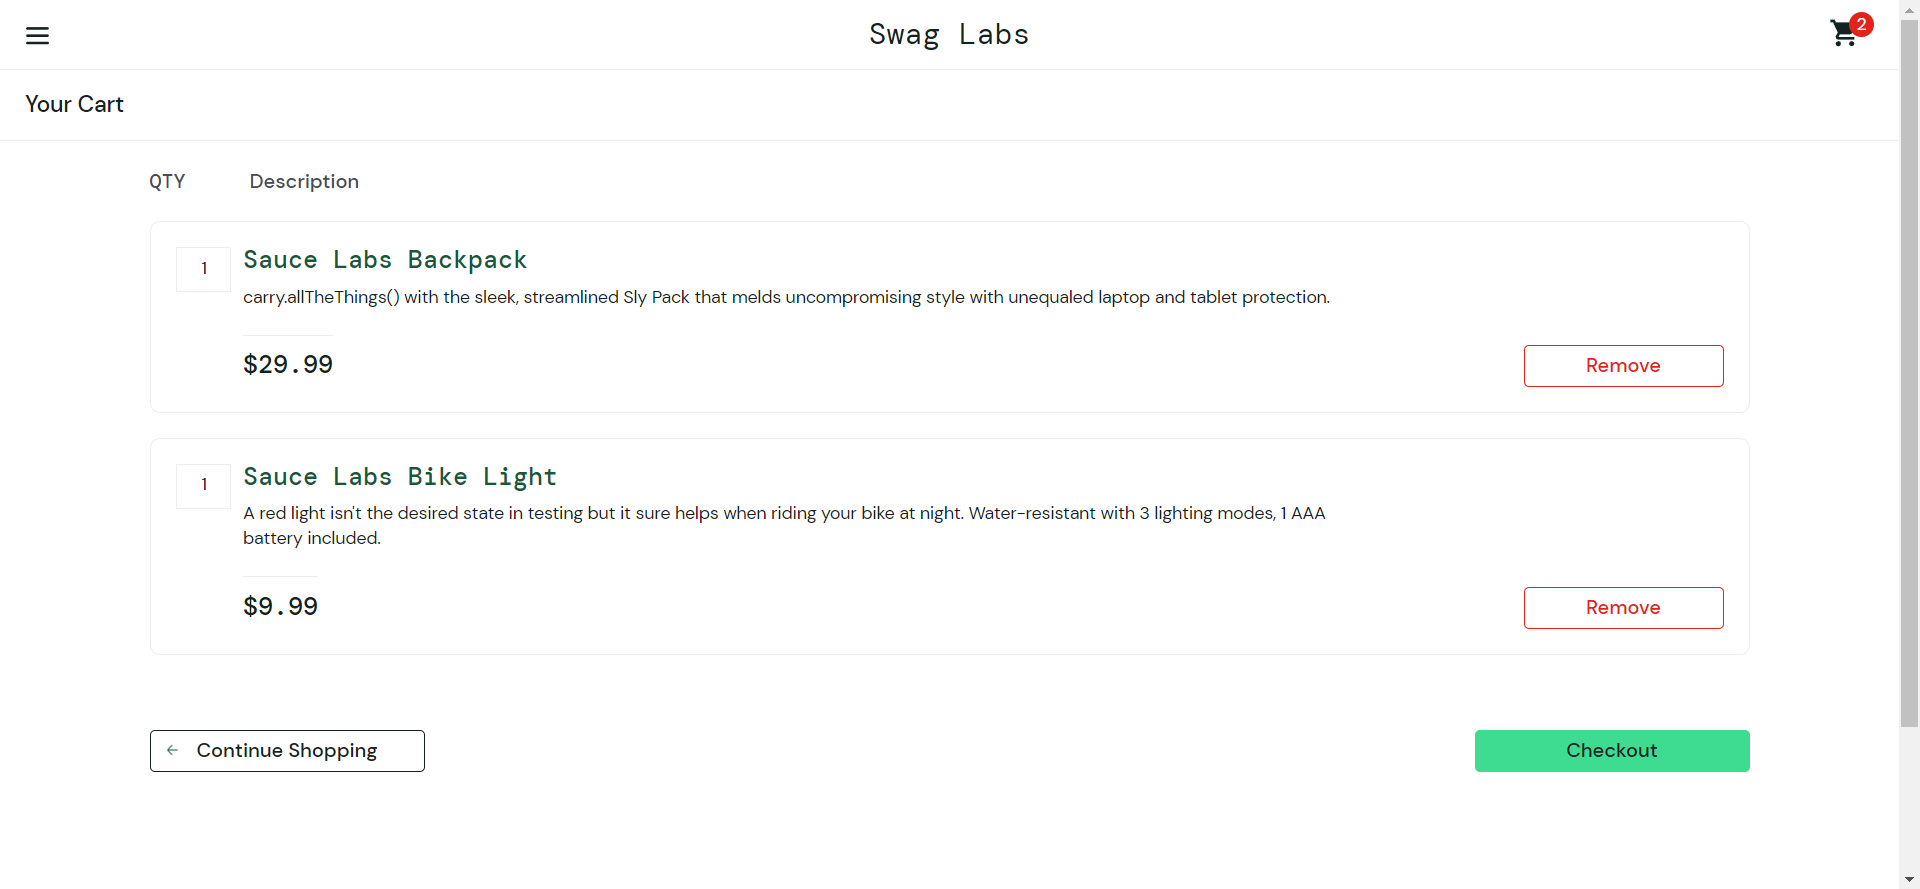 Swag Labs
2
Your Cart
QTY Description
1
Sauce Labs Backpack
carry.allTheThings() with the sleek, streamlined Sly Pack that melds uncompromising style with unequaled laptop and tablet protection.
$29.99
Remove
1
Sauce Labs Bike Light
A red light isn't the desired state in testing but it sure helps when riding your bike at night. Water-resistant with 3 lighting modes, 1 AAA
battery included.
$9.99
Remove
Continue Shopping
Checkout